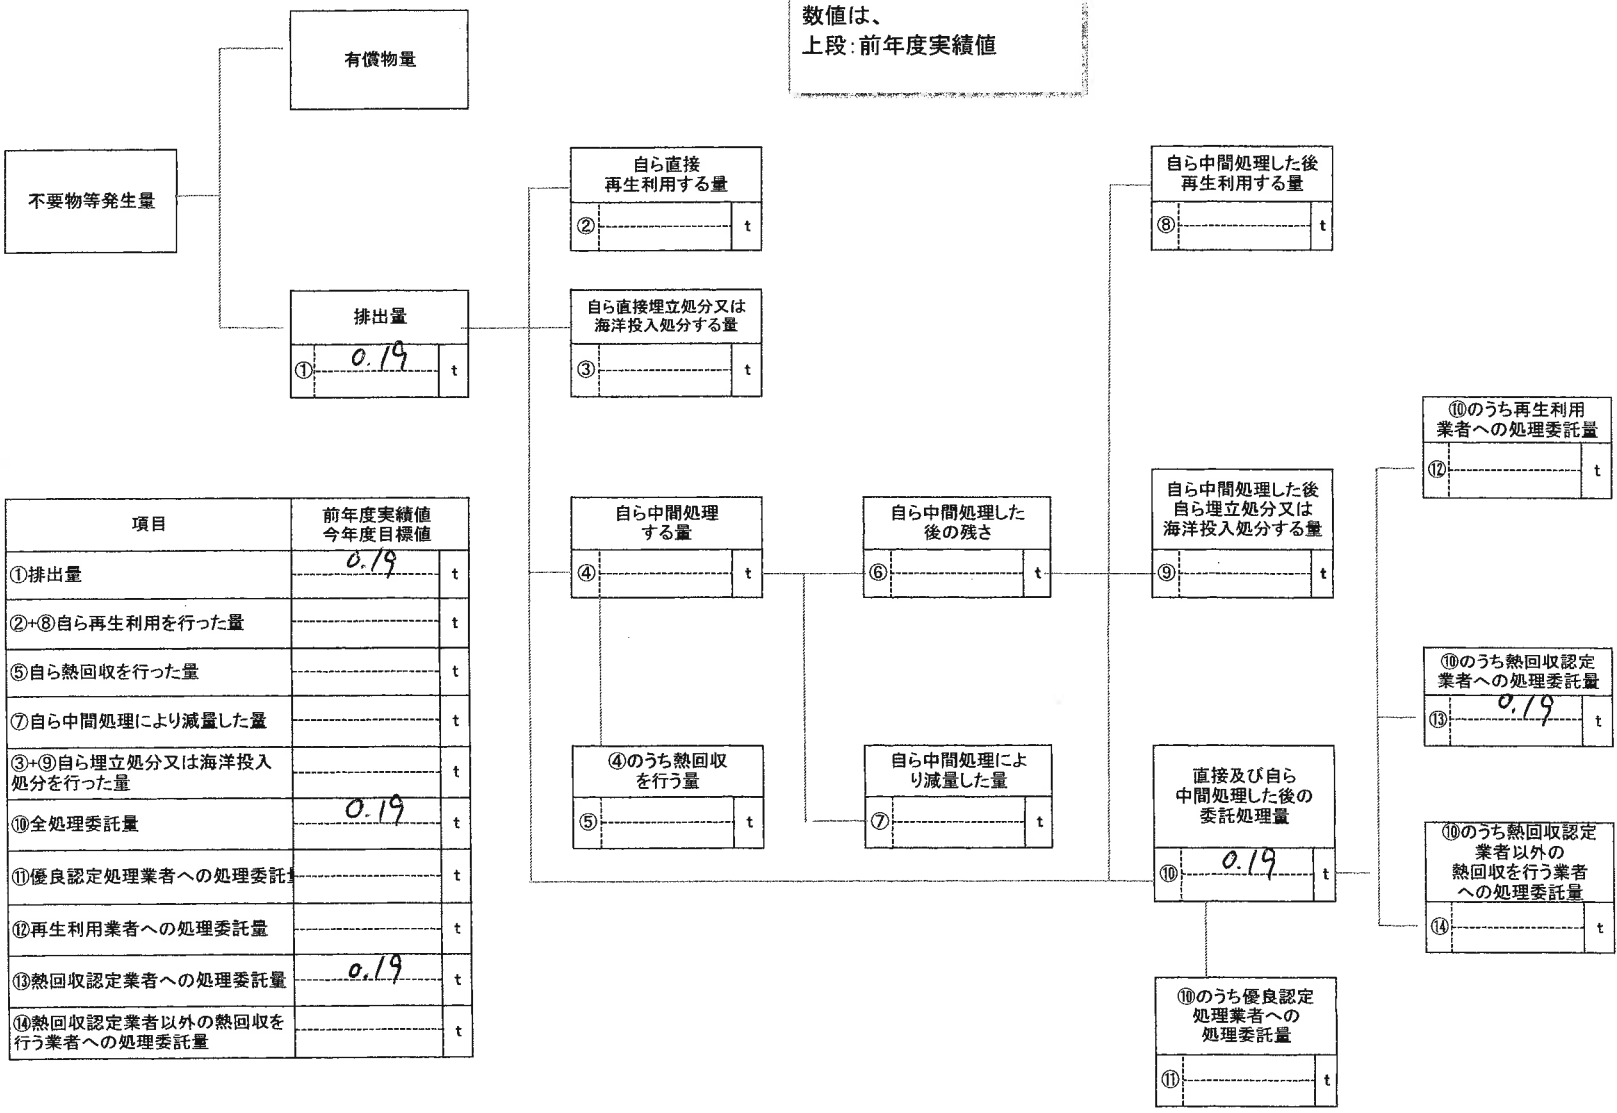 数値は、
上段:前年度実績値
有償物量
不要物等発生量
排出量
① 0.19 t
自ら直接
再生利用する量
② t
自ら直接埋立処分又は
海洋投入処分する量
③ t
自ら中間処理
する量
④ t
④のうち熱回収
を行う量
⑤ t
自ら中間処理した
後の残さ
⑥ t
自ら中間処理によ
り減量した量
⑦ t
自ら中間処理した後
再生利用する量
⑧ t
自ら中間処理した後
自ら埋立処分又は
海洋投入処分する量
⑨ t
直接及び自ら
中間処理した後の
委託処理量
⑩ 0.19 t
⑩のうち優良認定
処理業者への
処理委託量
⑪ t
⑩のうち再生利用
業者への処理委託量
⑫ t
⑩のうち熱回収認定
業者への処理委託量
⑬ 0.19 t
⑩のうち熱回収認定
業者以外の
熱回収を行う業者
への処理委託量
⑭ t
項目 前年度実績値
今年度目標値
①排出量 0.19 t
②+⑧自ら再生利用を行った量 t
⑤自ら熱回収を行った量 t
⑦自ら中間処理により減量した量 t
③+⑨自ら埋立処分又は海洋投入
処分を行った量 t
⑩全処理委託量 0.19 t
⑪優良認定処理業者への処理委託 t
⑫再生利用業者への処理委託量 t
⑬熱回収認定業者への処理委託量 0.19 t
⑭熱回収認定業者以外の熱回収を
行う業者への処理委託量 t